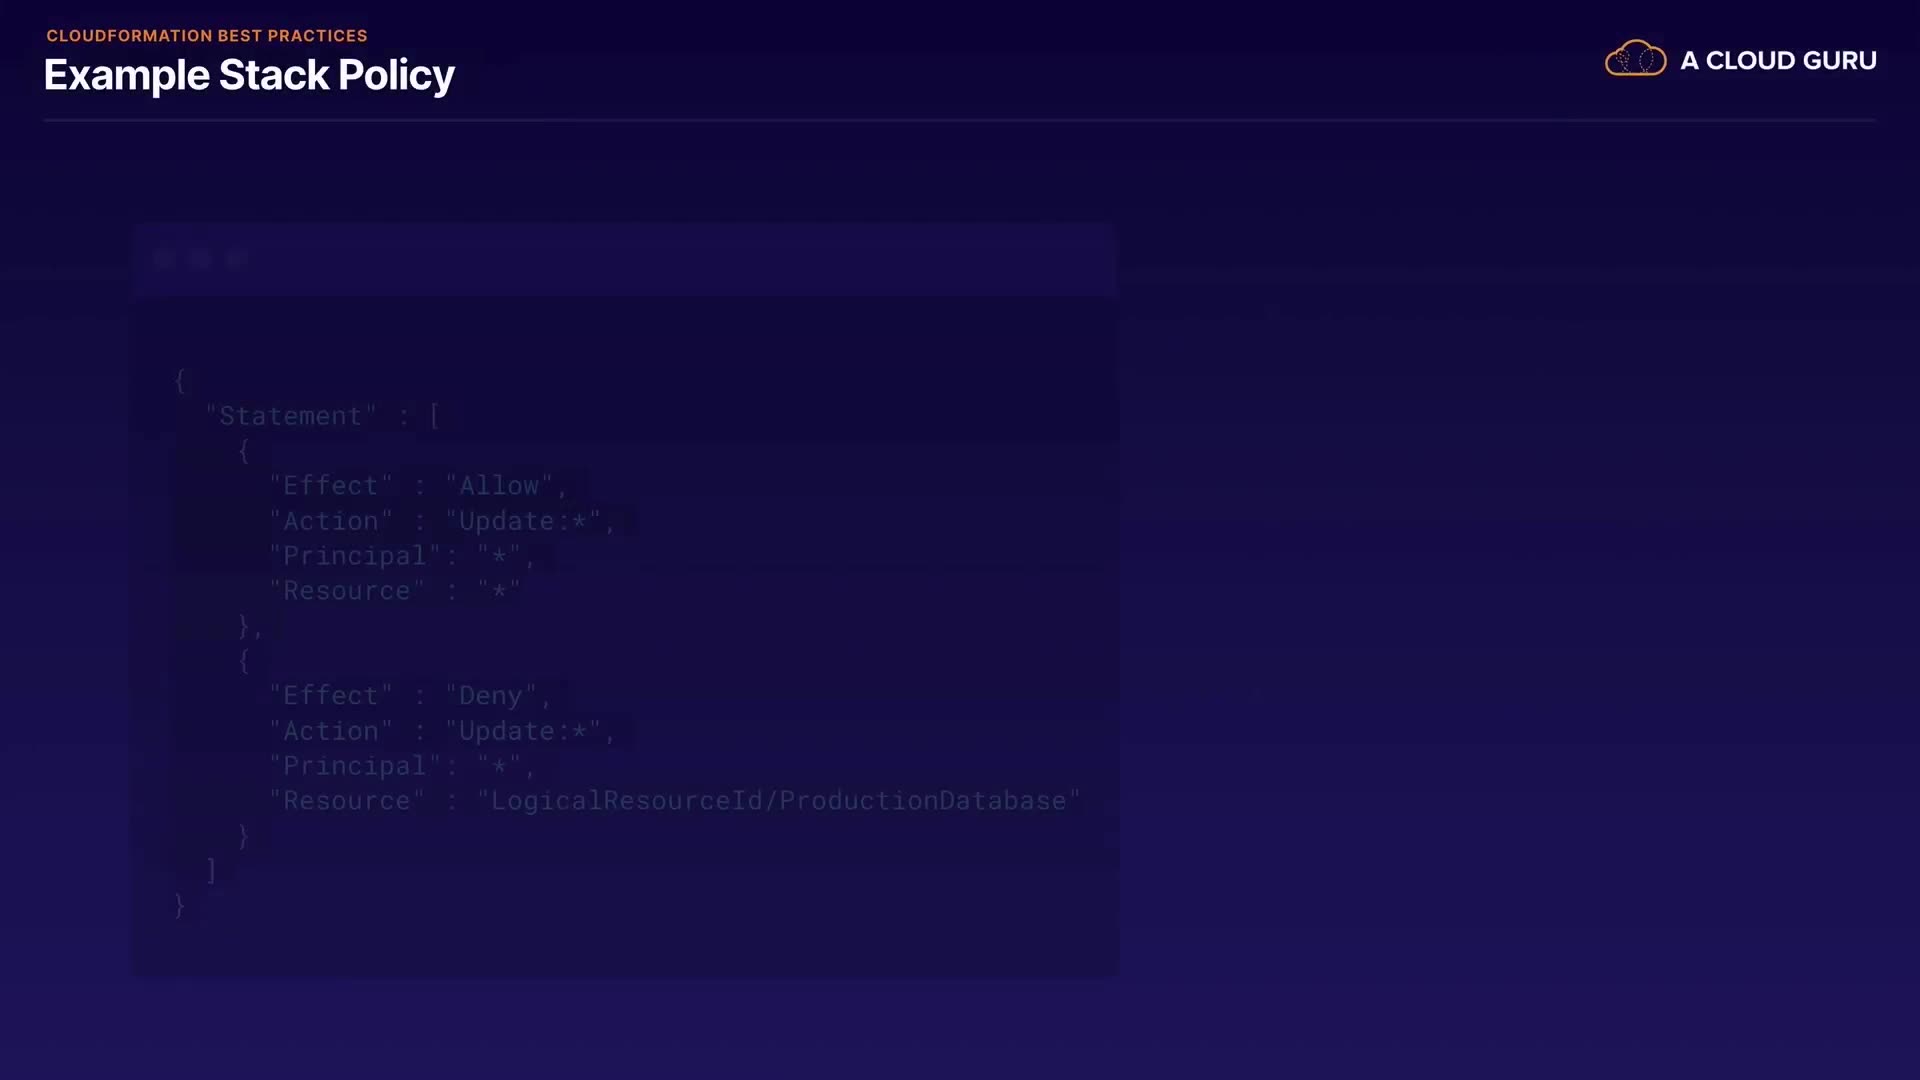 CLOUDFORMATION BEST PRACTICES
Example Stack Policy
A CLOUD GURU
{
"Statement" : [
{
"Effect" : "Allow",
"Action" : "Update:*",
"Principal": "*",
"Resource" : "*"
},
{
"Effect" : "Deny",
"Action" : "Update:*",
"Principal": "*",
"Resource" : "LogicalResourceId/ProductionDatabase"
}
]
}